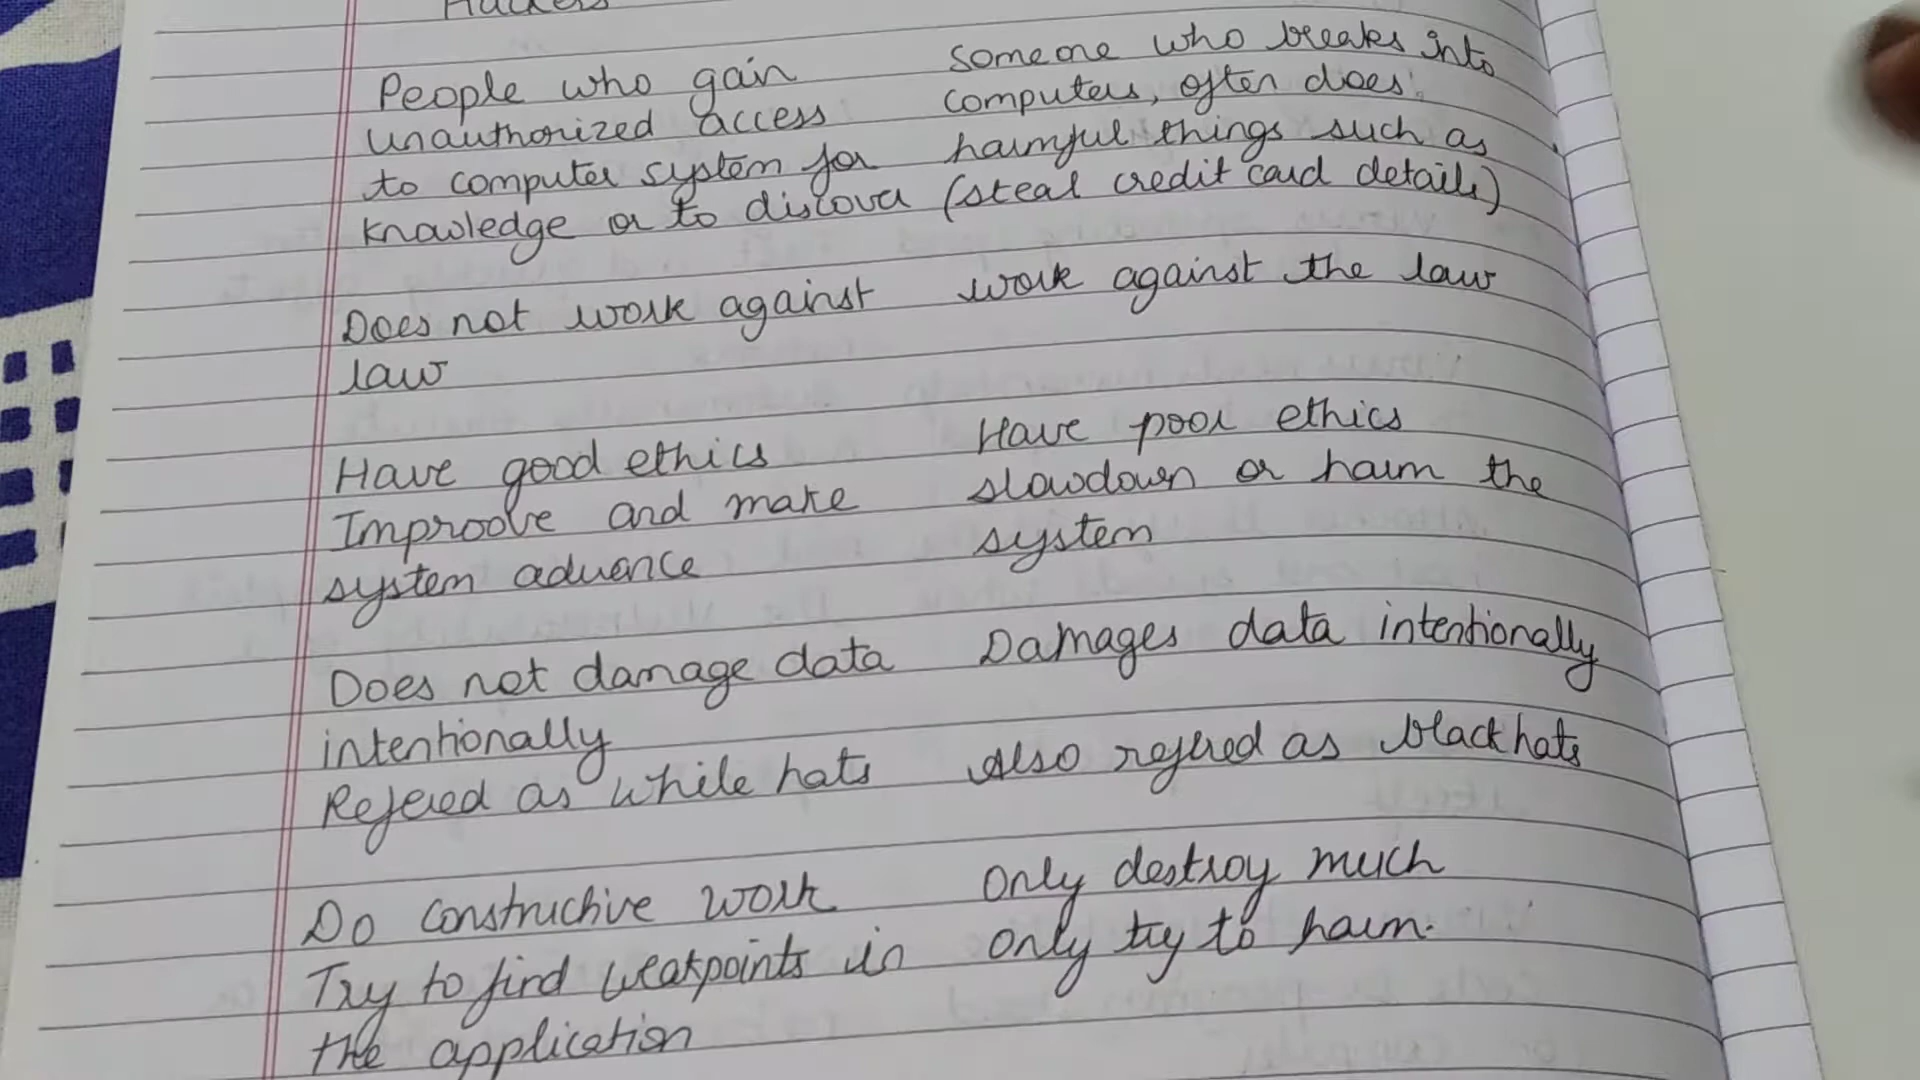 Hackers
People who gain
unauthorized access
to computer system for
knowledge or to discover
someone who breaks into
computers, often does
harmful things such as
(steal credit card details)
Does not work against
law
work against the law
Have good ethics
Have poor ethics
Improove and make
system advance
slowdown or harm the
system
Does not damage data
intentionally
Damages data intentionally
Refered as while hats
Also refered as blackhats
Do constructive work
Only destroy much
Try to find weakpoints in
the application
only try to harm.